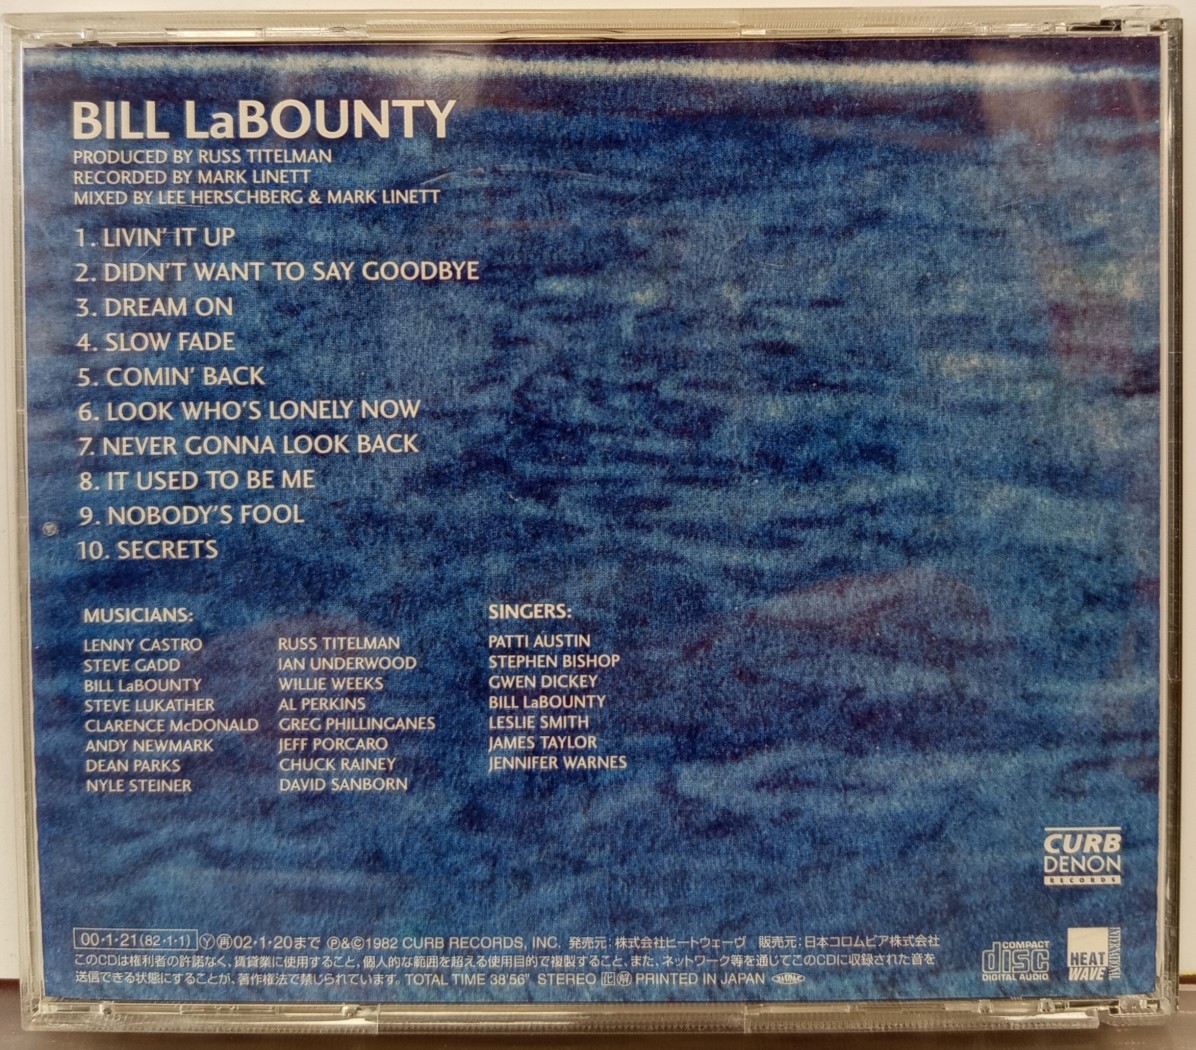 BILL LaBOUNTY
PRODUCED BY RUSS TITELMAN
RECORDED BY MARK LINETT
MIXED BY LEE HERSCHBERG & MARK LINETT
1. LIVIN' IT UP
2. DIDN'T WANT TO SAY GOODBYE
3. DREAM ON
4. SLOW FADE
5. COMIN' BACK
6. LOOK WHO'S LONELY NOW
7. NEVER GONNA LOOK BACK
8. IT USED TO BE ME
9. NOBODY'S FOOL
10. SECRETS
MUSICIANS:
LENNY CASTRO
STEVE GADD
BILL LaBOUNTY
STEVE LUKATHER
CLARENCE McDONALD
ANDY NEWMARK
DEAN PARKS
NYLE STEINER
RUSS TITELMAN
IAN UNDERWOOD
WILLIE WEEKS
AL PERKINS
GREG PHILLINGANES
JEFF PORCARO
CHUCK RAINEY
DAVID SANBORN
SINGERS:
PATTI AUSTIN
STEPHEN BISHOP
GWEN DICKEY
BILL LaBOUNTY
LESLIE SMITH
JAMES TAYLOR
JENNIFER WARNES
CURB
DENON
RECORDS
00・1・21(82・1・1) Ⓨ㊢02・1・20まで Ⓟ&Ⓒ1982 CURB RECORDS, INC. 発売元:株式会社ヒートウェーヴ 販売元:日本コロムビア株式会社
このCDは権利者の許諾なく、賃貸業に使用すること、個人的な範囲を超える使用目的で複製すること、また、ネットワーク等を通じてこのCDに収録された音を
送信できる状態にすることが、著作権法で禁じられています。TOTAL TIME 38'56" STEREO PRINTED IN JAPAN
COMPACT
disc
DIGITAL AUDIO
HEAT
WAVE